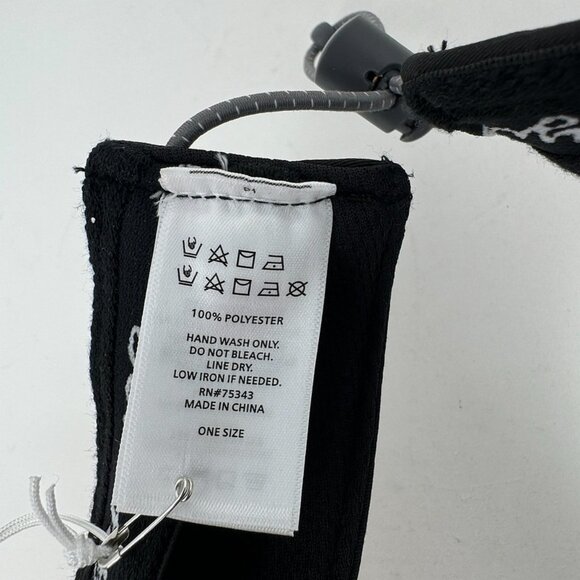 100% POLYESTER
HAND WASH ONLY.
DO NOT BLEACH.
LINE DRY.
LOW IRON IF NEEDED.
RN#75343
MADE IN CHINA
ONE SIZE